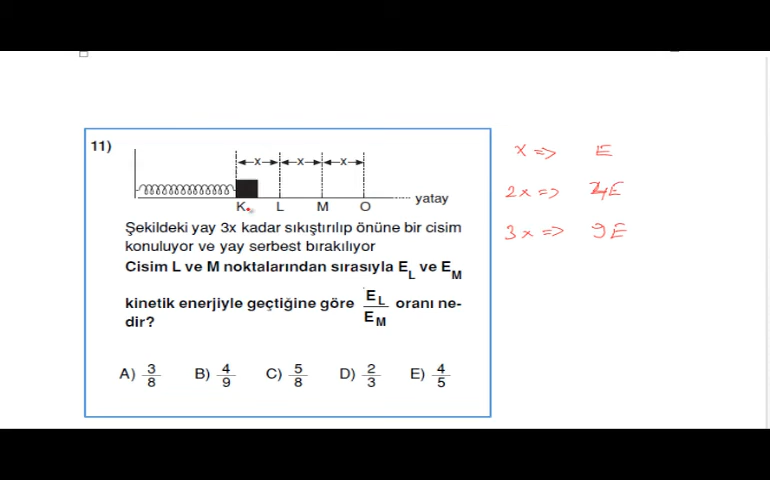 11)
x x x
yatay
K L M O
Şekildeki yay 3x kadar sıkıştırılıp önüne bir cisim
konuluyor ve yay serbest bırakılıyor
Cisim L ve M noktalarından sırasıyla E_L ve E_M
kinetik enerjiyle geçtiğine göre E_L/E_M oranı ne-
dir?
A) 3/8 B) 4/9 C) 5/8 D) 2/3 E) 4/5
x => E
2x => 4E
3x => 9E